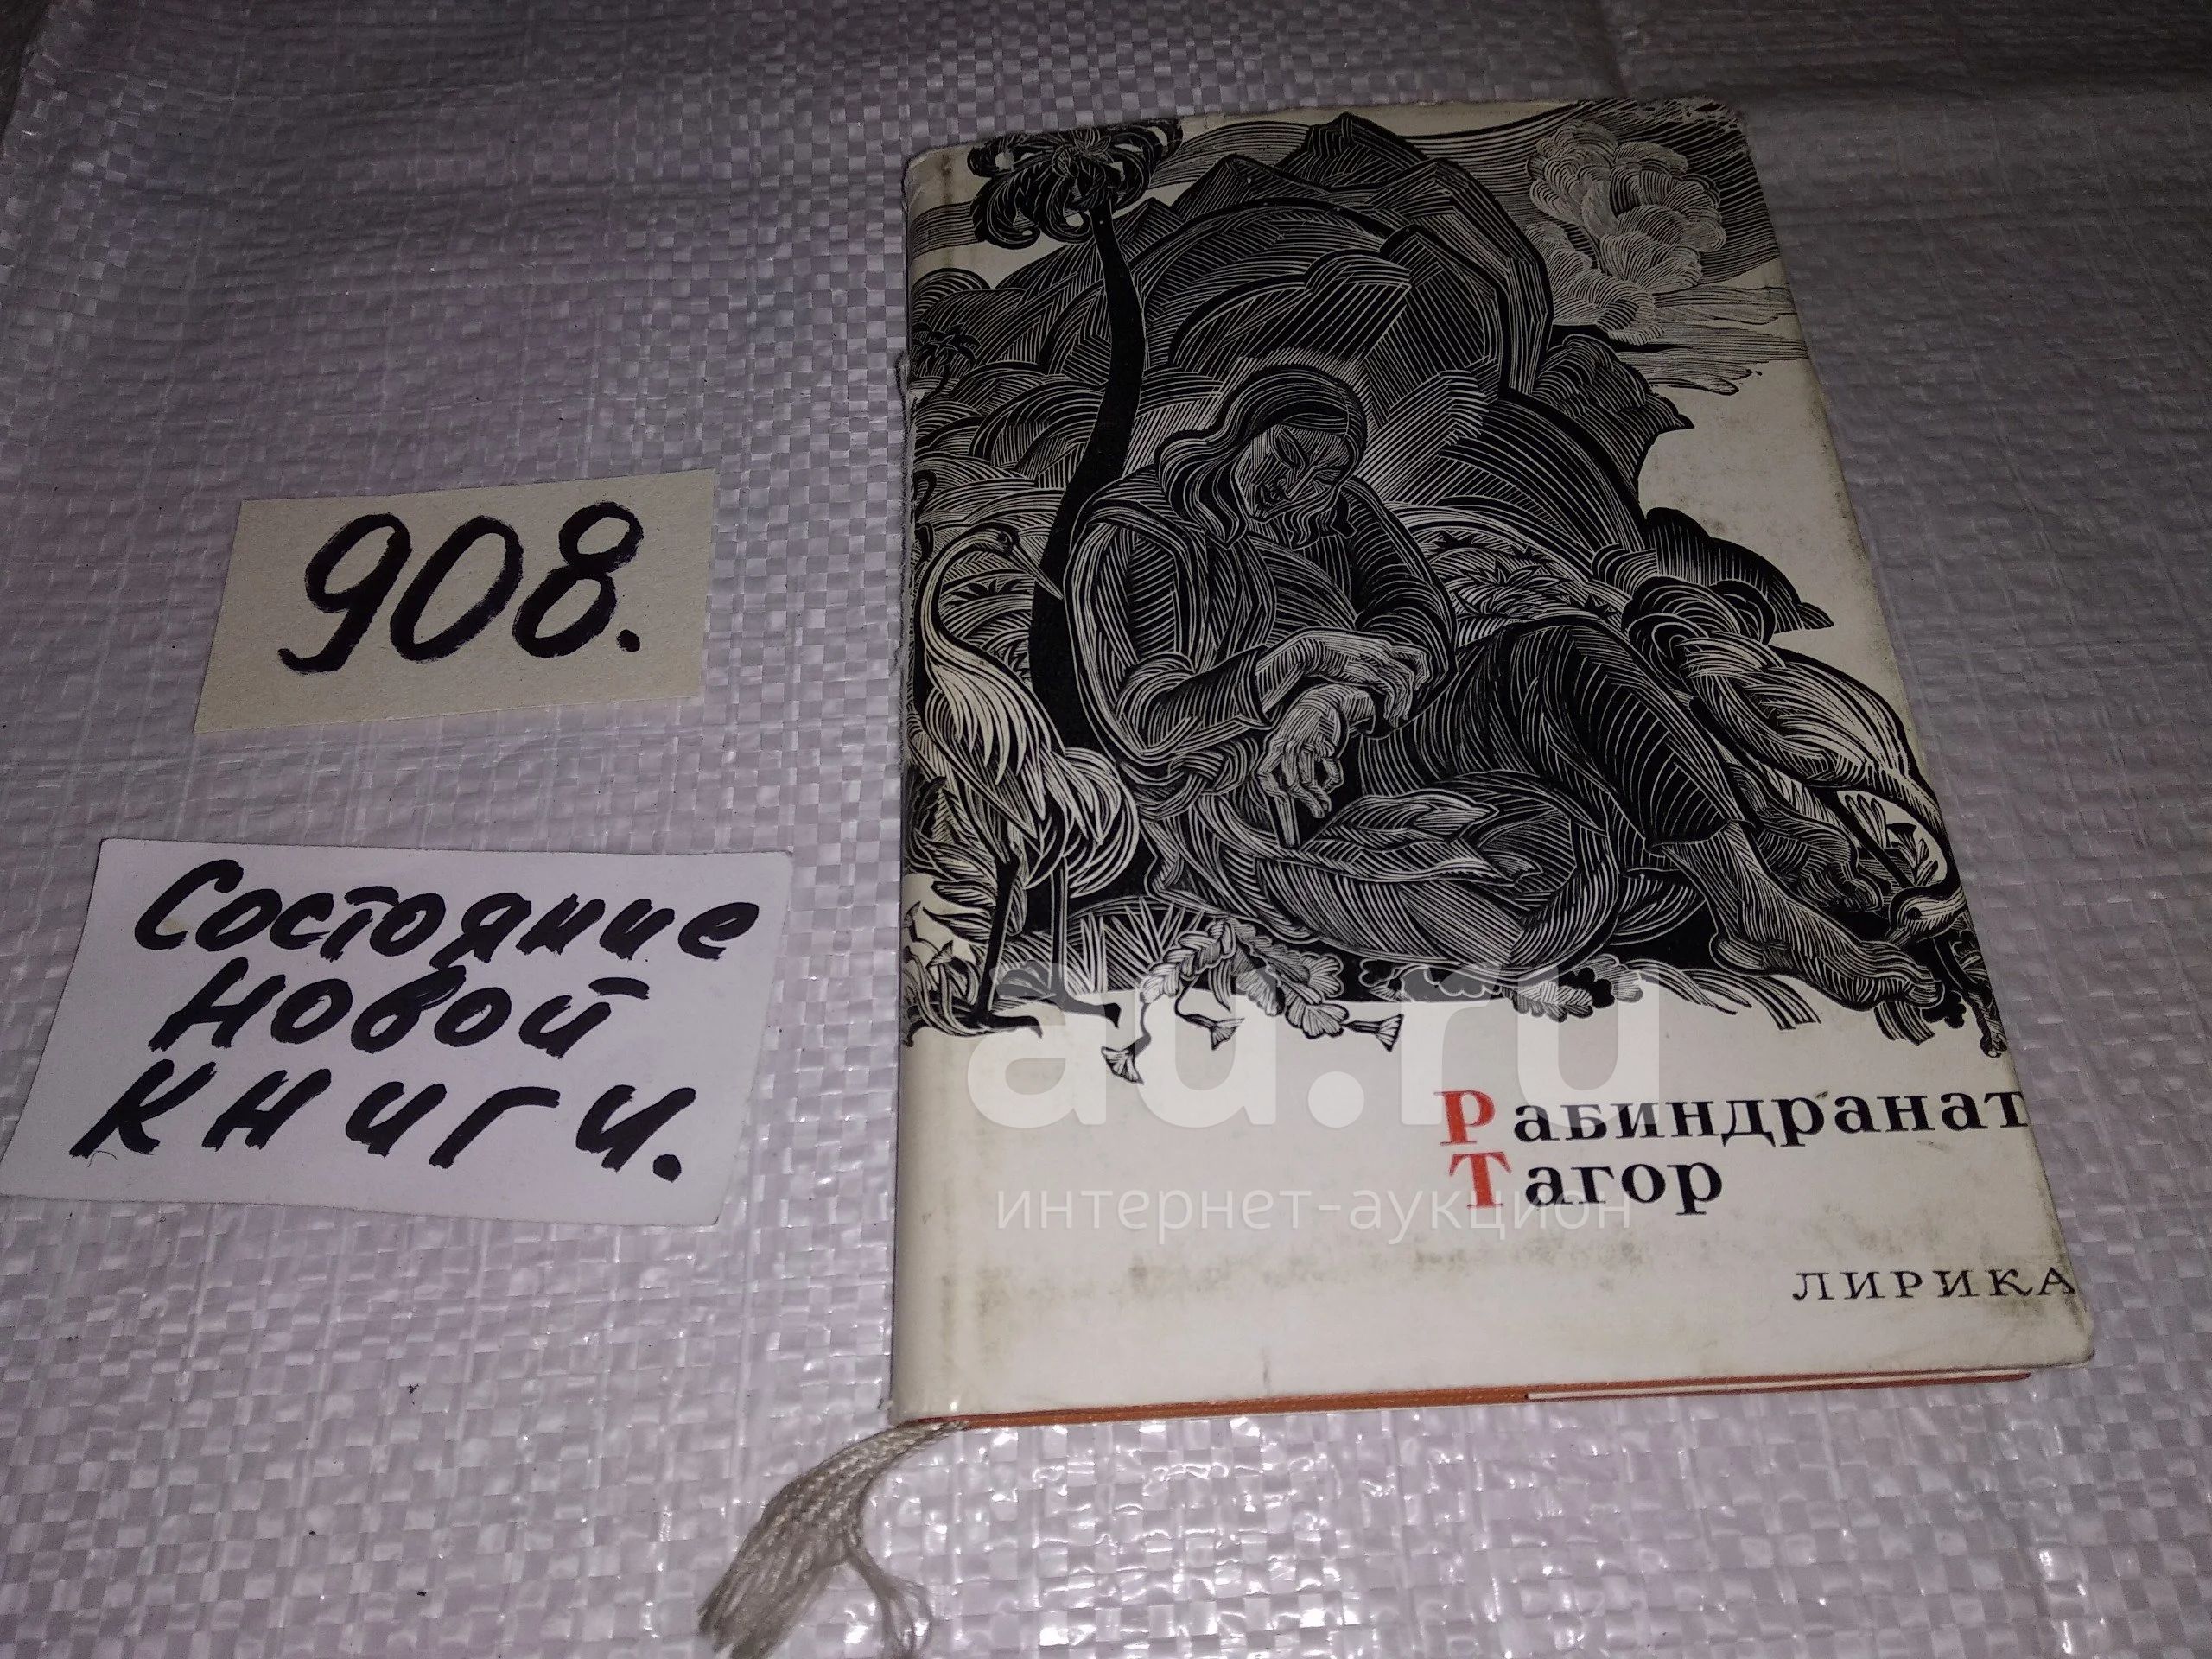 908.
Состояние
новой
книги.
au.ru
Рабиндранат
Тагор
интернет-аукцион
ЛИРИКА